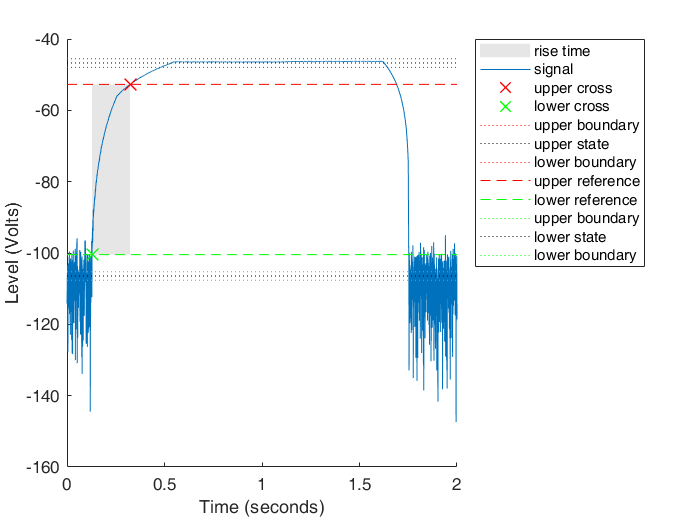 -40
-60
-80
-100
-120
-140
-160
Level (Volts)
0
0.5
1
1.5
2
Time (seconds)
rise time
signal
upper cross
lower cross
upper boundary
upper state
lower boundary
upper reference
lower reference
upper boundary
lower state
lower boundary